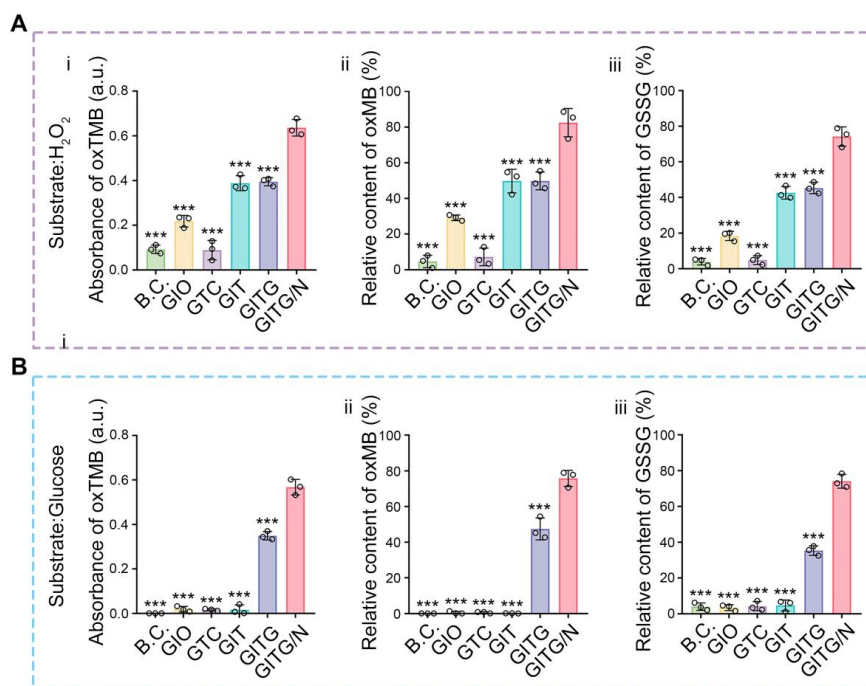 A
i
ii
iii
Substrate:H₂O₂
Absorbance of oxTMB (a.u.)
0.8
0.6
0.4
0.2
0.0
***
***
***
***
***
B.C.
GIO
GTC
GIT
GITG
GITG/N
Relative content of oxMB (%)
100
80
60
40
20
0
***
***
***
***
***
B.C.
GIO
GTC
GIT
GITG
GITG/N
Relative content of GSSG (%)
100
80
60
40
20
0
***
***
***
***
***
B.C.
GIO
GTC
GIT
GITG
GITG/N
i
B
ii
iii
Substrate:Glucose
Absorbance of oxTMB (a.u.)
0.8
0.6
0.4
0.2
0.0
***
***
***
***
***
B.C.
GIO
GTC
GIT
GITG
GITG/N
Relative content of oxMB (%)
100
80
60
40
20
0
***
***
***
***
***
B.C.
GIO
GTC
GIT
GITG
GITG/N
Relative content of GSSG (%)
100
80
60
40
20
0
***
***
***
***
***
B.C.
GIO
GTC
GIT
GITG
GITG/N